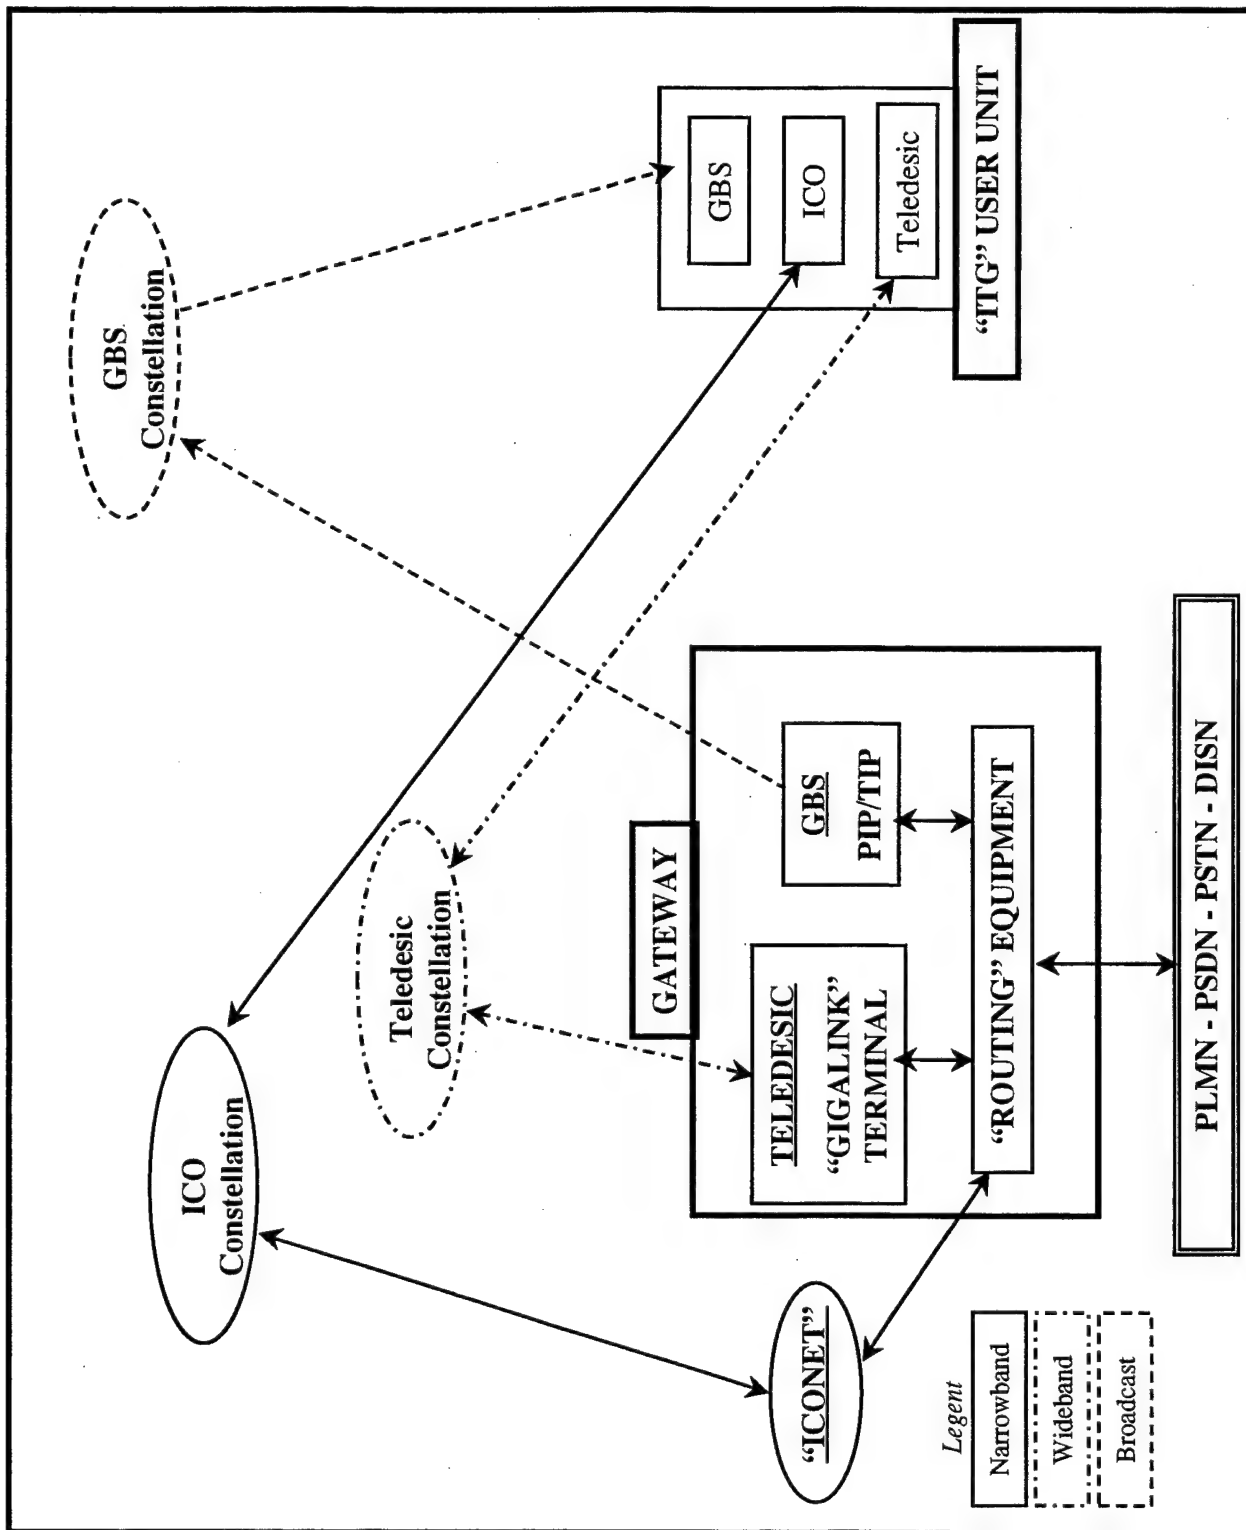 GBS.
Constellation
ICO
Constellation
Teledesic
Constellation
GBS
ICO
Teledesic
“ITG” USER UNIT
GATEWAY
TELEDESIC
“GIGALINK”
TERMINAL
GBS
PIP/TIP
“ROUTING” EQUIPMENT
“ICONET”
PLMN - PSDN - PSTN - DISN
Legent
Narrowband
Wideband
Broadcast